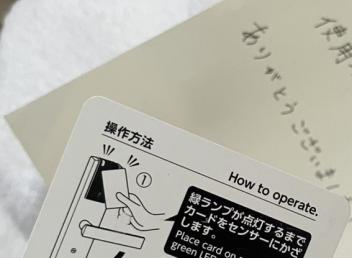 使用
ありがとうございまし
操作方法
How to operate.
①
緑ランプが点灯するまで
カードをセンサーにかざ
します。
Place card on
green LED